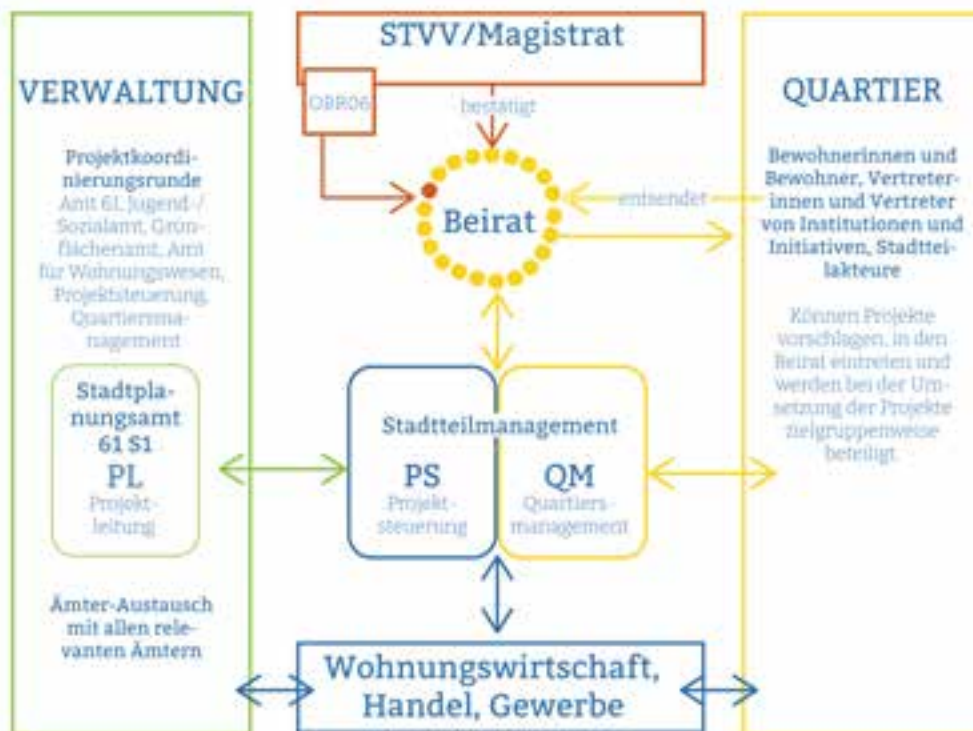 STVV/Magistrat
OBR06
bestätigt
VERWALTUNG
Projektkoordi-
nierungsrunde
Amt 61, Jugend-/
Sozialamt, Grün-
flächenamt, Amt
für Wohnungswesen,
Projektsteuerung,
Quartiersma-
nagement
Stadtpla-
nungsamt
61 S1
PL
Projekt-
leitung
Ämter-Austausch
mit allen rele-
vanten Ämtern
Beirat
entsendet
Stadtteilmanagement
PS
Projekt-
steuerung
QM
Quartiers-
management
Wohnungswirtschaft,
Handel, Gewerbe
QUARTIER
Bewohnerinnen und
Bewohner, Vertreter-
innen und Vertreter
von Institutionen und
Initiativen, Stadttei-
lakteure
Können Projekte
vorschlagen, in den
Beirat eintreten und
werden bei der Um-
setzung der Projekte
zielgruppenweise
beteiligt.